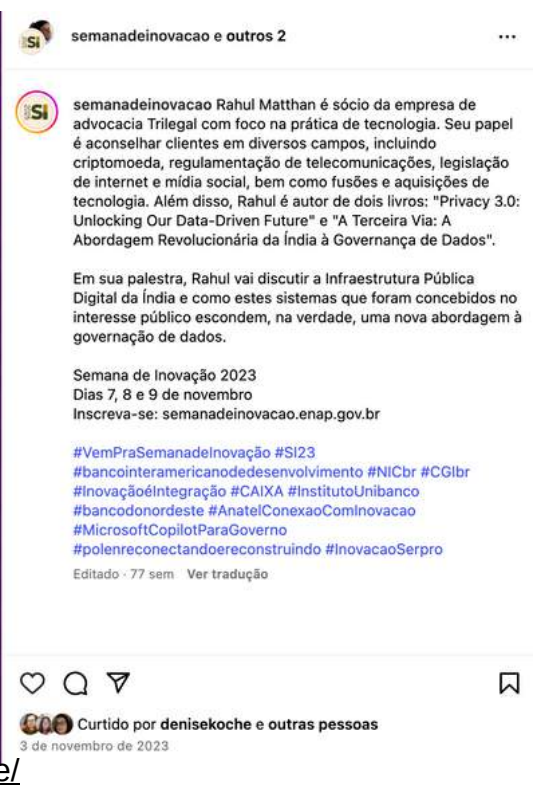 semanadeinovacao e outros 2
Si
Si
semanadeinovacao Rahul Matthan é sócio da empresa de
advocacia Trilegal com foco na prática de tecnologia. Seu papel
é aconselhar clientes em diversos campos, incluindo
criptomoeda, regulamentação de telecomunicações, legislação
de internet e mídia social, bem como fusões e aquisições de
tecnologia. Além disso, Rahul é autor de dois livros: "Privacy 3.0:
Unlocking Our Data-Driven Future" e "A Terceira Via: A
Abordagem Revolucionária da Índia à Governança de Dados".
Em sua palestra, Rahul vai discutir a Infraestrutura Pública
Digital da Índia e como estes sistemas que foram concebidos no
interesse público escondem, na verdade, uma nova abordagem à
governação de dados.
Semana de Inovação 2023
Dias 7, 8 e 9 de novembro
Inscreva-se: semanadeinovacao.enap.gov.br
#VemPraSemanadeInovação #SI23
#bancointeramericanodedesenvolvimento #NICbr #CGIbr
#InovaçãoéIntegração #CAIXA #InstitutoUnibanco
#bancodonordeste #AnatelConexaoComInovacao
#MicrosoftCopilotParaGoverno
#polenreconectandoereconstruindo #InovacaoSerpro
Editado · 77 sem Ver tradução
Curtido por denisekoche e outras pessoas
3 de novembro de 2023
e/